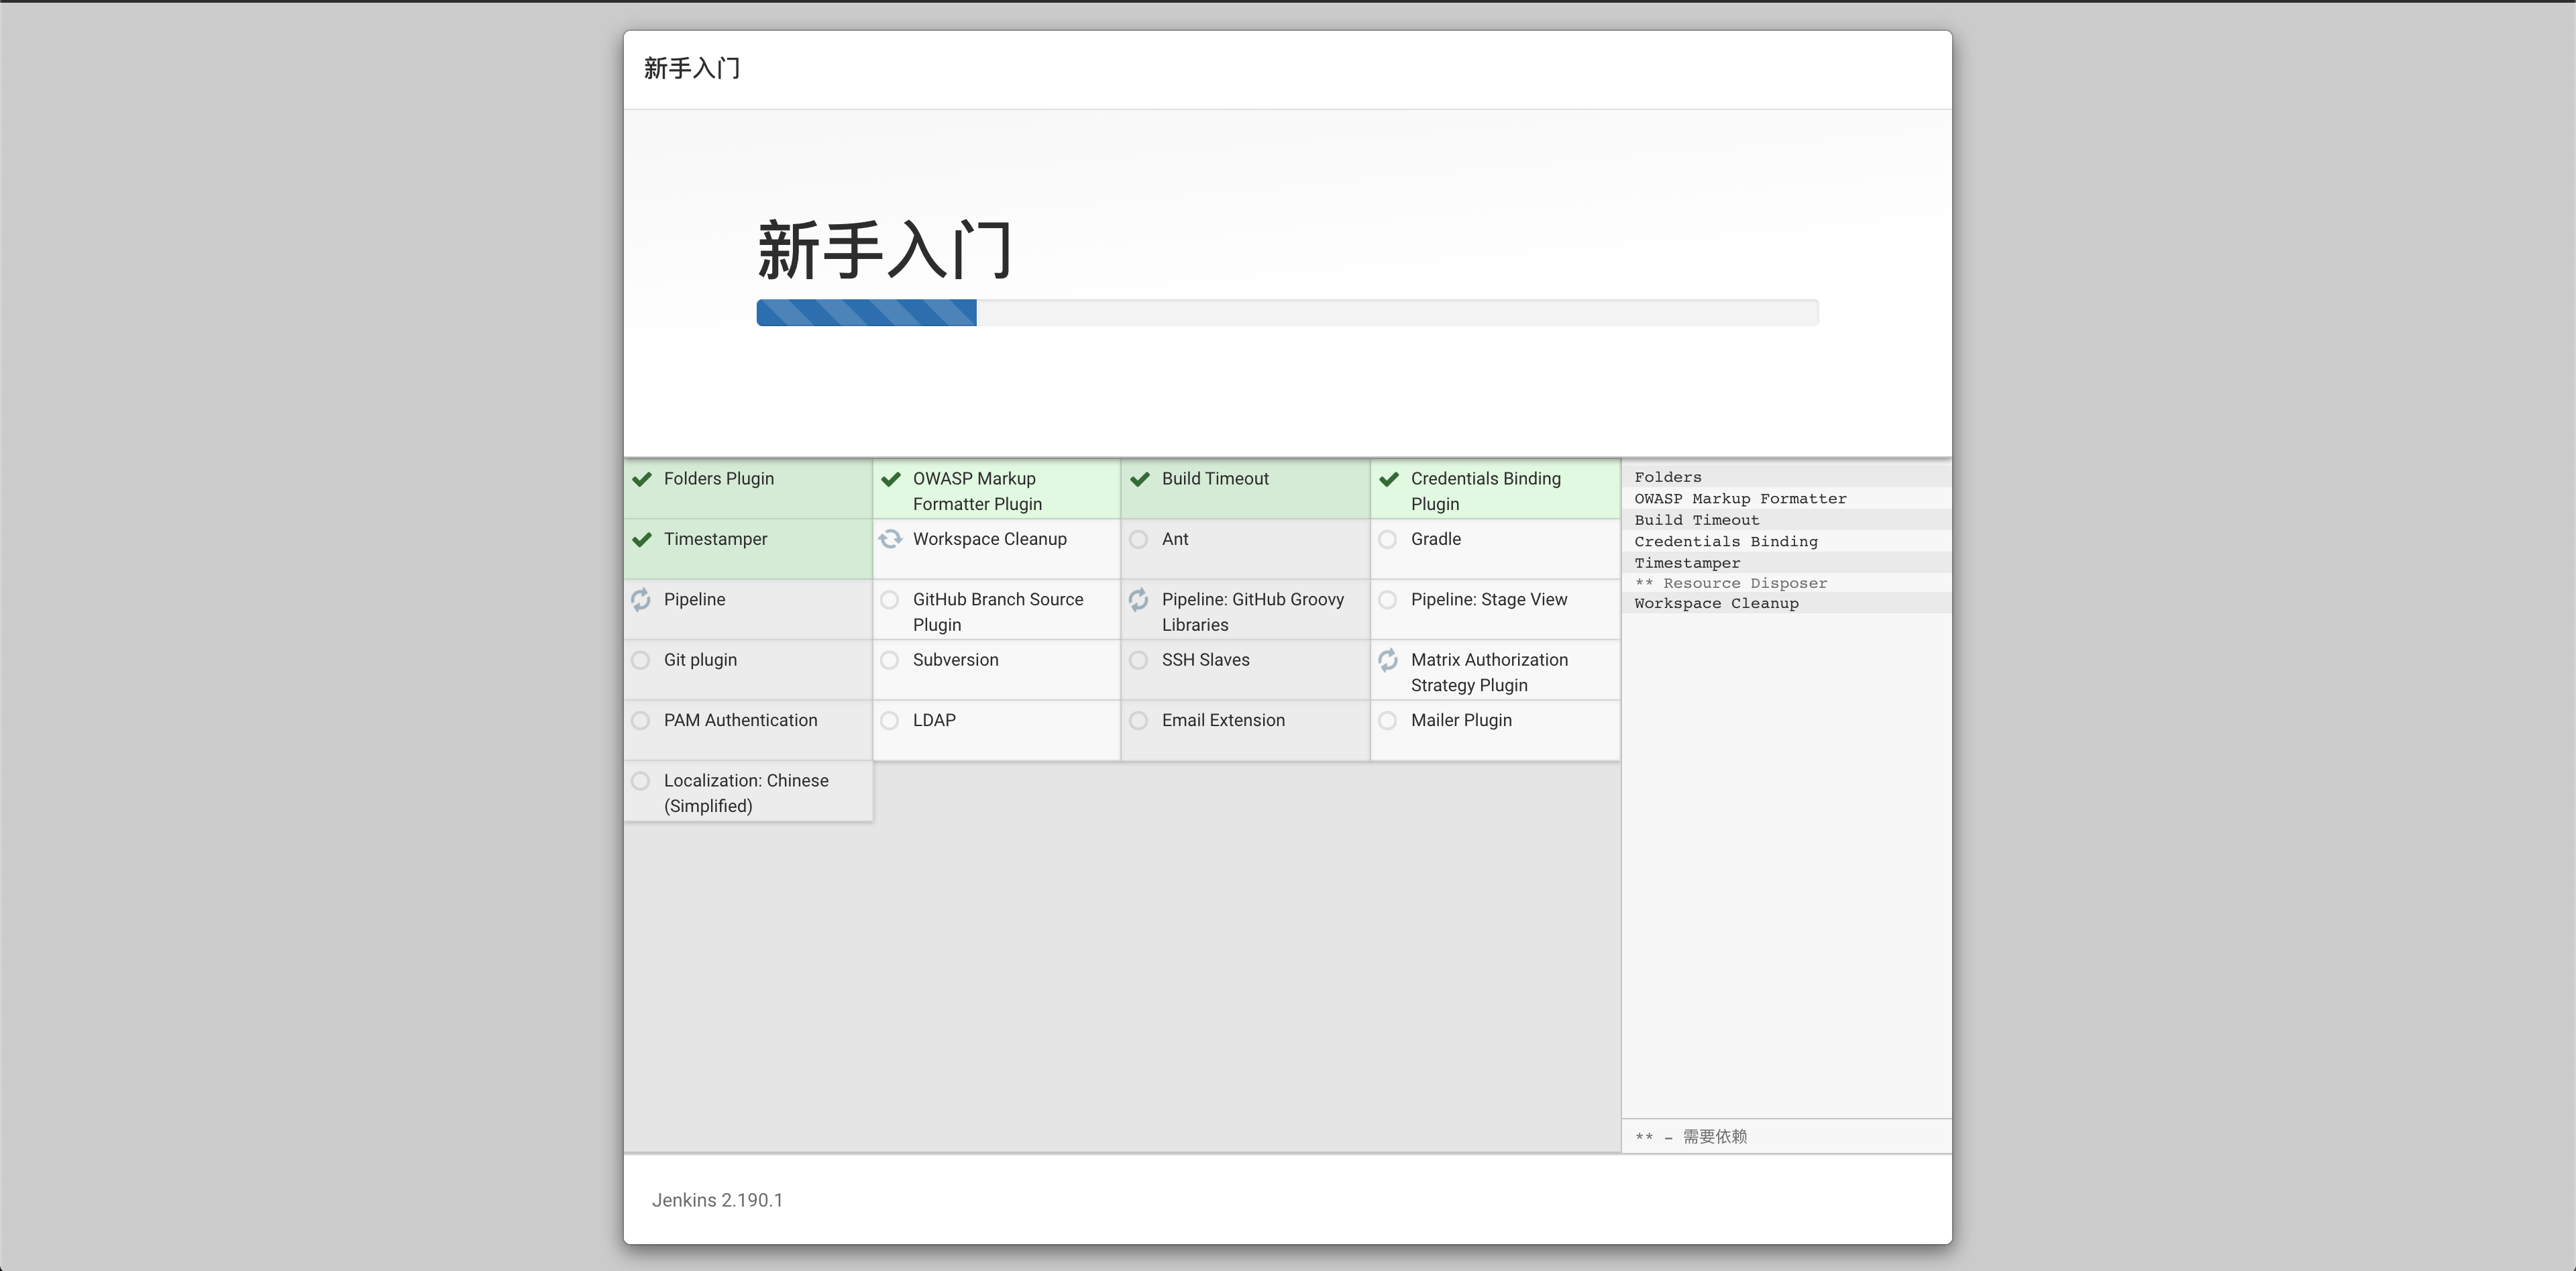 新手入门
新手入门
Folders Plugin
OWASP Markup
Formatter Plugin
Build Timeout
Credentials Binding
Plugin
Timestamper
Workspace Cleanup
Ant
Gradle
Pipeline
GitHub Branch Source
Plugin
Pipeline: GitHub Groovy
Libraries
Pipeline: Stage View
Git plugin
Subversion
SSH Slaves
Matrix Authorization
Strategy Plugin
PAM Authentication
LDAP
Email Extension
Mailer Plugin
Localization: Chinese
(Simplified)
Folders
OWASP Markup Formatter
Build Timeout
Credentials Binding
Timestamper
** Resource Disposer
Workspace Cleanup
** - 需要依赖
Jenkins 2.190.1